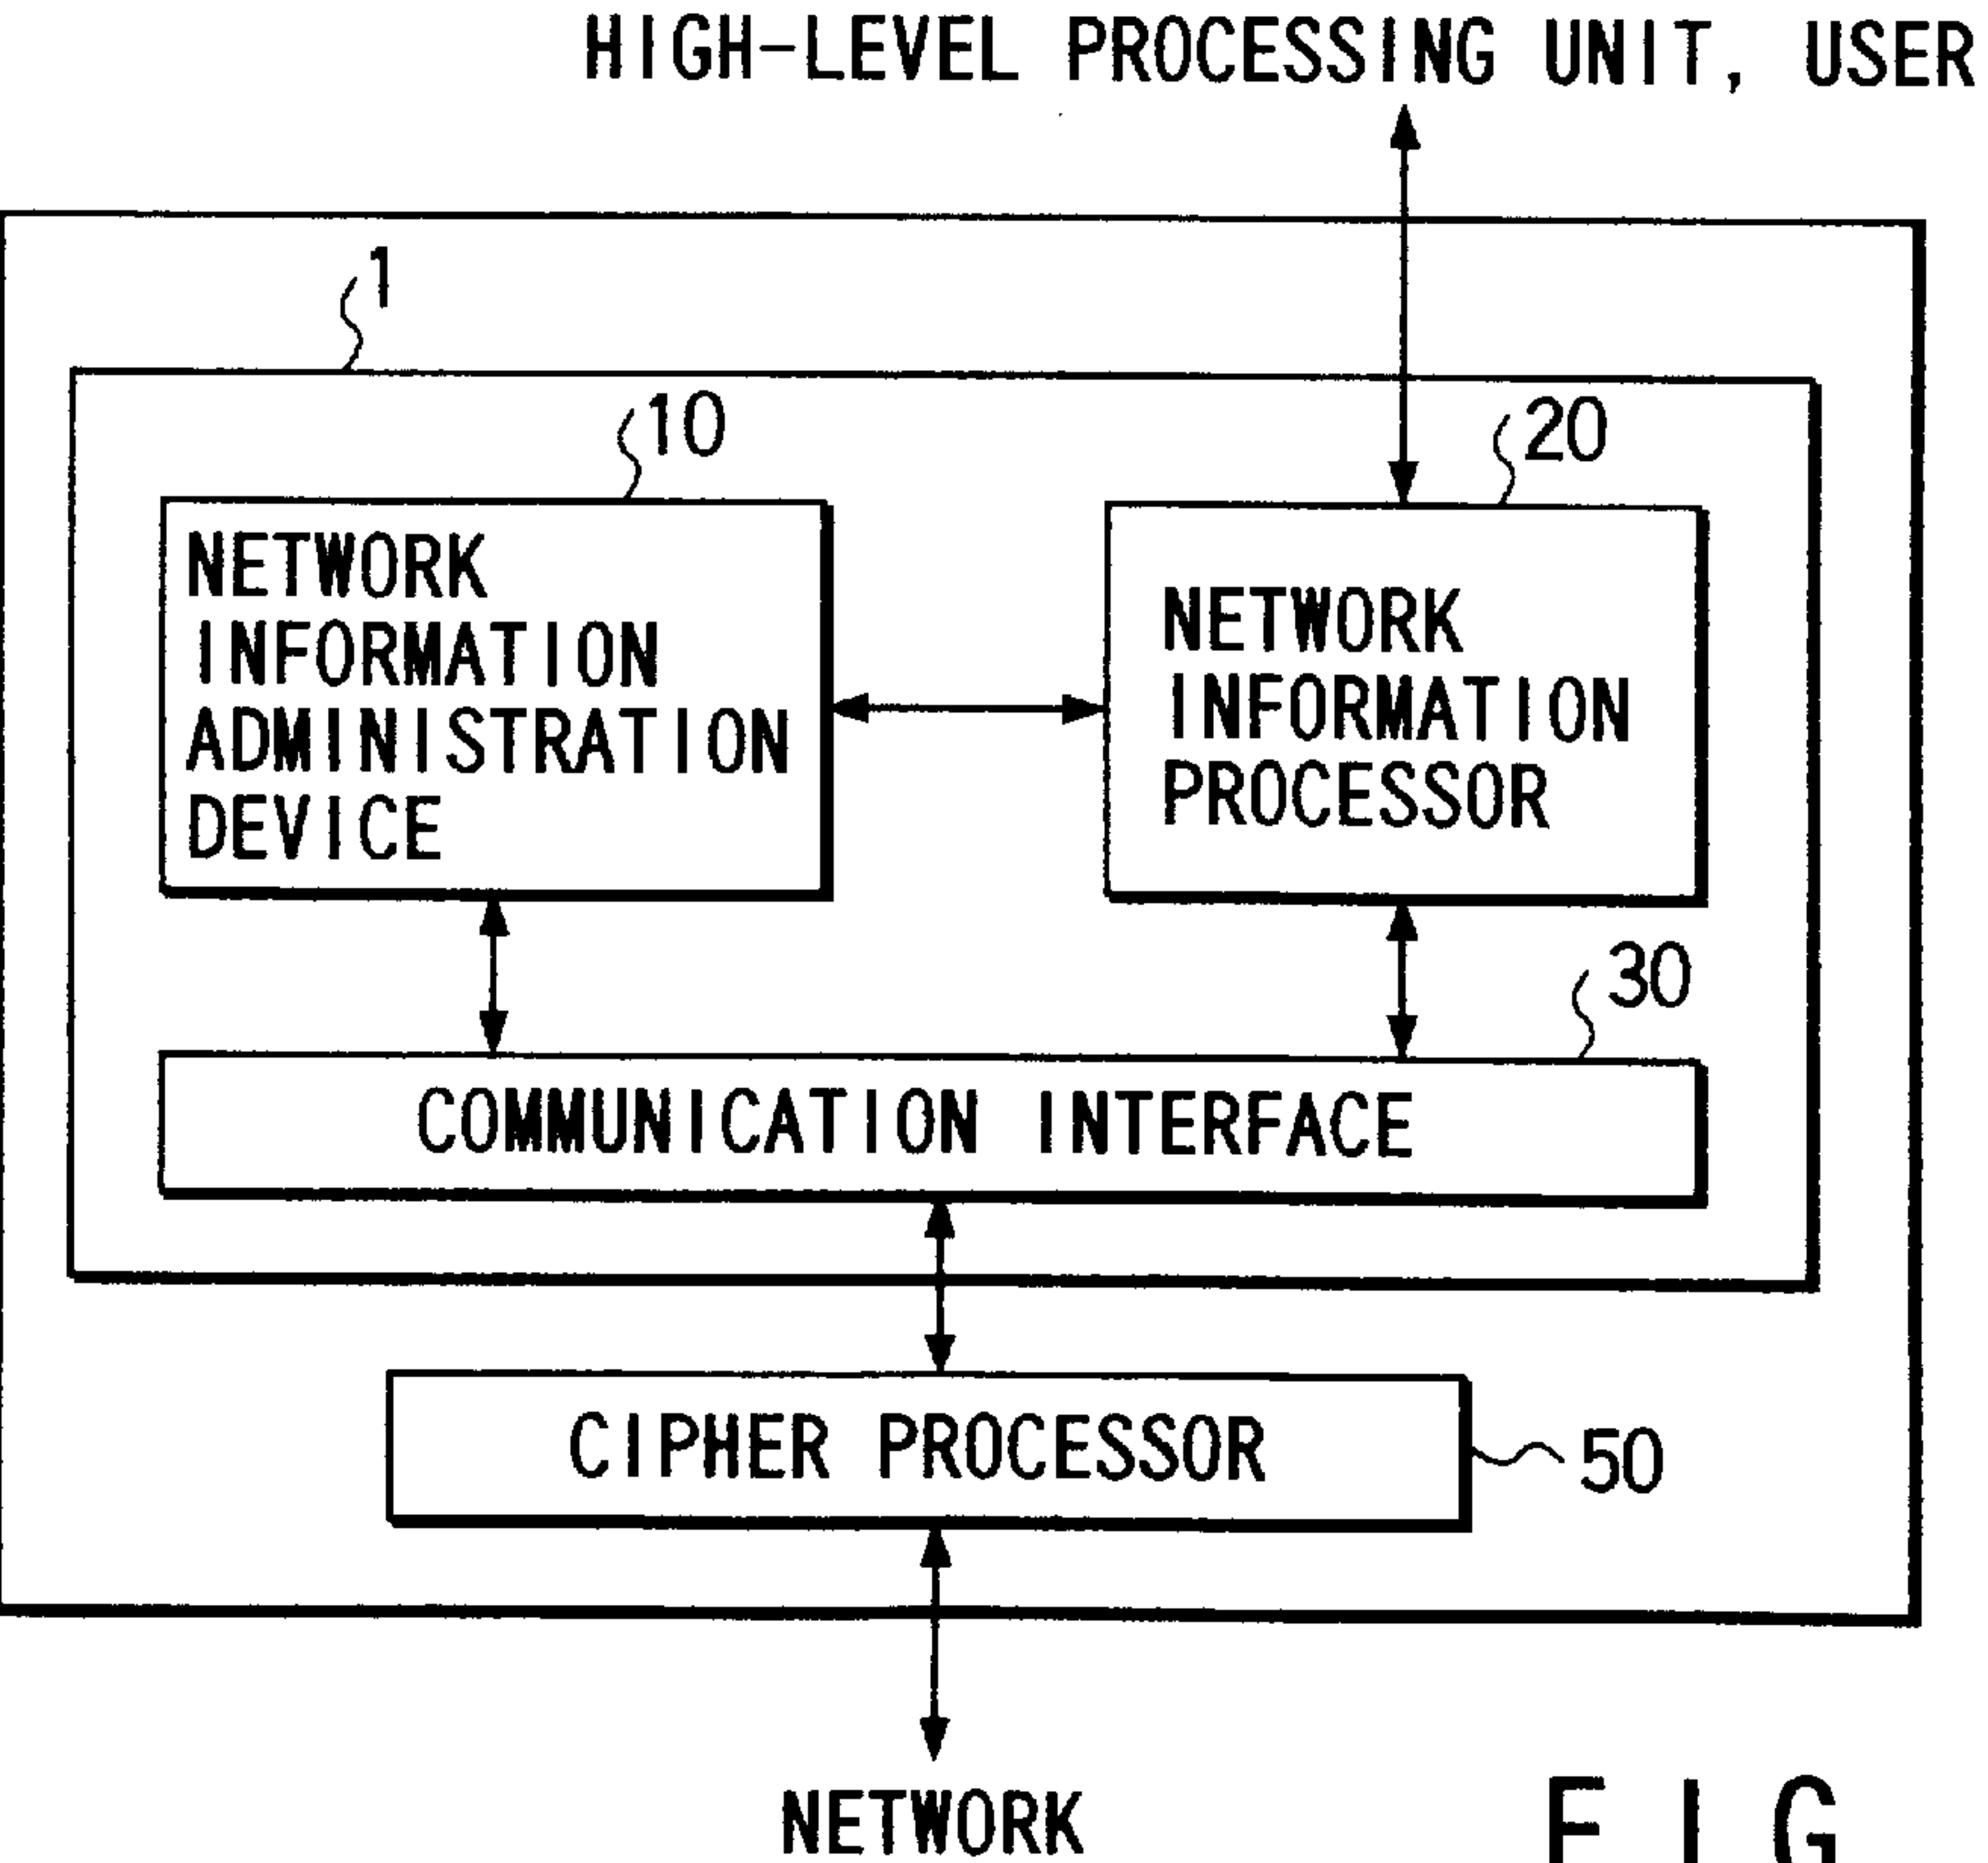 HIGH-LEVEL PROCESSING UNIT, USER
1
10
20
NETWORK
INFORMATION
ADMINISTRATION
DEVICE
NETWORK
INFORMATION
PROCESSOR
30
COMMUNICATION INTERFACE
CIPHER PROCESSOR
50
NETWORK
FIG